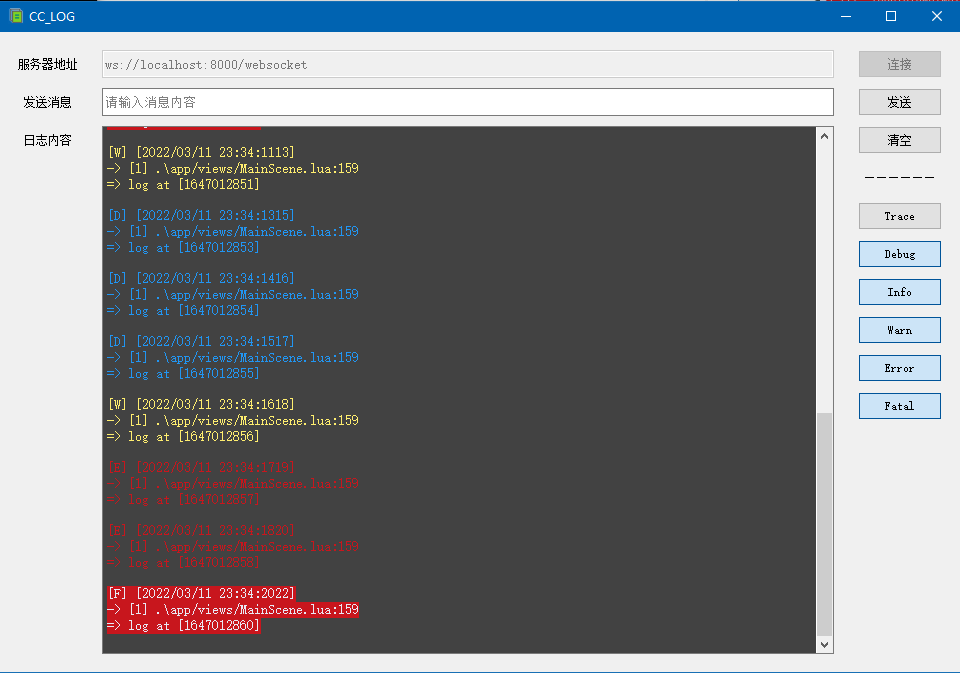 CC_LOG
服务器地址
ws://localhost:8000/websocket
连接
发送消息
请输入消息内容
发送
日志内容
清空
------
Trace
Debug
Info
Warn
Error
Fatal
[W] [2022/03/11 23:34:1113]
-> [1] .\app/views/MainScene.lua:159
=> log at [1647012851]
[D] [2022/03/11 23:34:1315]
-> [1] .\app/views/MainScene.lua:159
=> log at [1647012853]
[D] [2022/03/11 23:34:1416]
-> [1] .\app/views/MainScene.lua:159
=> log at [1647012854]
[D] [2022/03/11 23:34:1517]
-> [1] .\app/views/MainScene.lua:159
=> log at [1647012855]
[W] [2022/03/11 23:34:1618]
-> [1] .\app/views/MainScene.lua:159
=> log at [1647012856]
[E] [2022/03/11 23:34:1719]
-> [1] .\app/views/MainScene.lua:159
=> log at [1647012857]
[E] [2022/03/11 23:34:1820]
-> [1] .\app/views/MainScene.lua:159
=> log at [1647012858]
[F] [2022/03/11 23:34:2022]
-> [1] .\app/views/MainScene.lua:159
=> log at [1647012860]